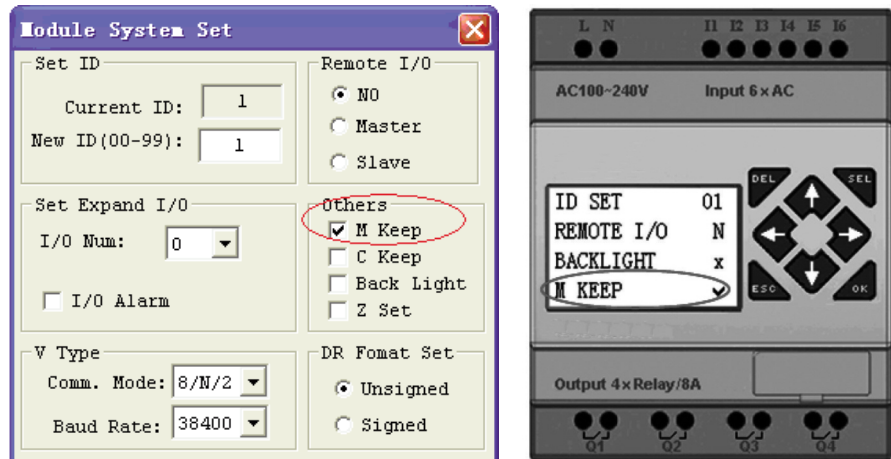 Module System Set
Set ID
Current ID: 1
New ID(00-99): 1
Remote I/O
NO
Master
Slave
Set Expand I/O
I/O Num: 0
I/O Alarm
Others
M Keep
C Keep
Back Light
Z Set
V Type
Comm. Mode: 8/N/2
Baud Rate: 38400
DR Fomat Set
Unsigned
Signed
L N I1 I2 I3 I4 I5 I6
AC100~240V Input 6×AC
ID SET 01
REMOTE I/O N
BACKLIGHT x
M KEEP
DEL
SEL
ESC
OK
Output 4×Relay/8A
Q1 Q2 Q3 Q4